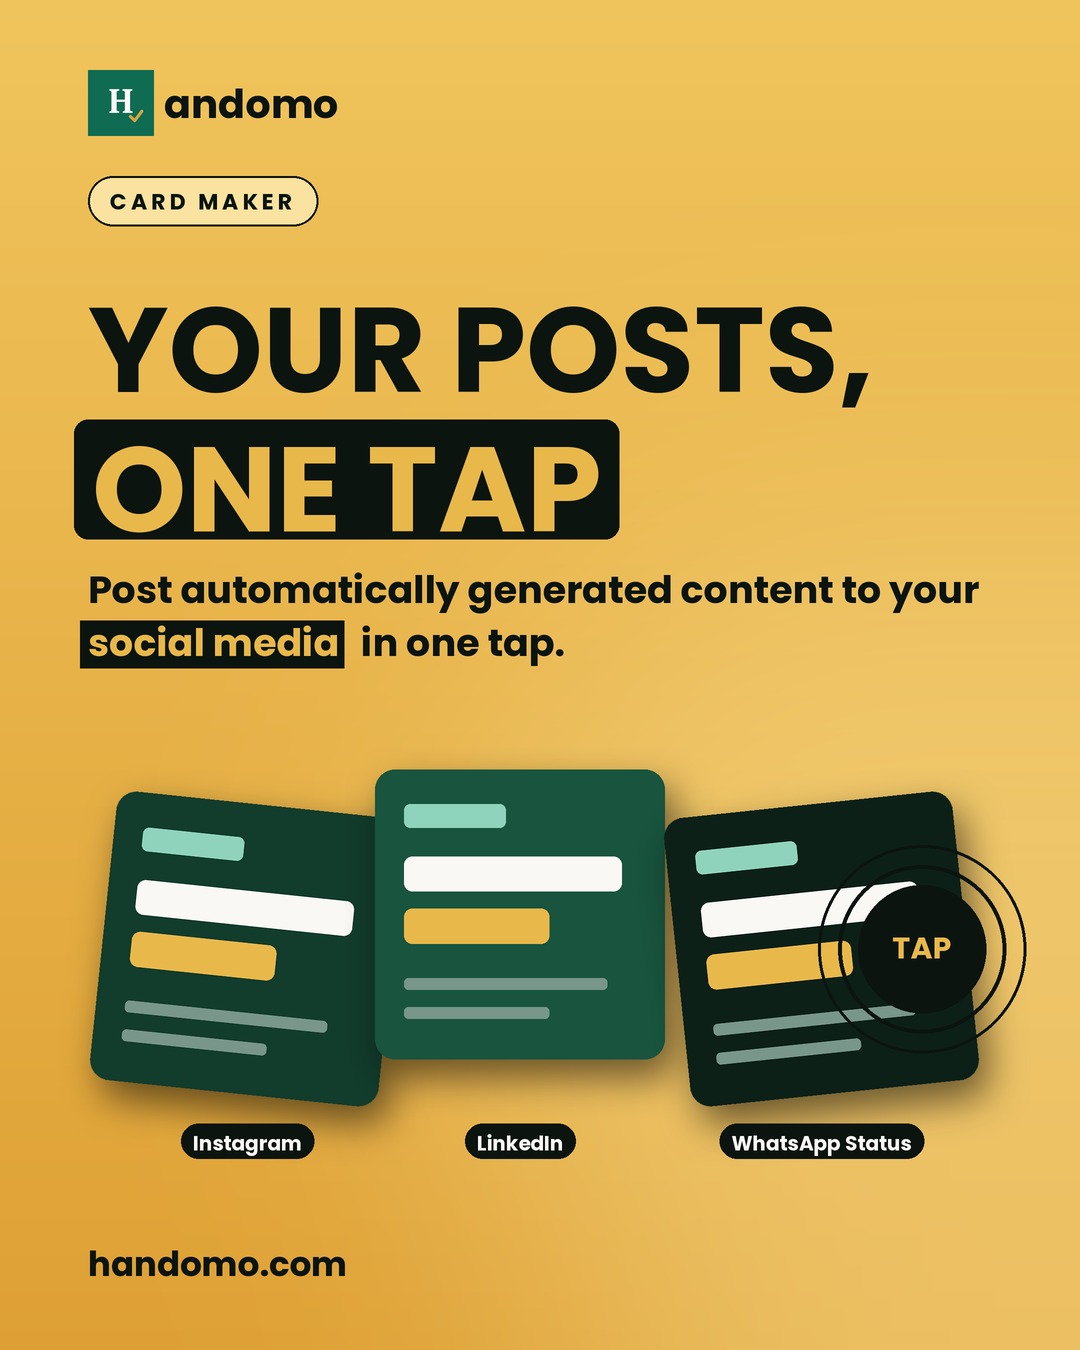 H andomo
CARD MAKER
YOUR POSTS,
ONE TAP
Post automatically generated content to your
social media in one tap.
TAP
Instagram
LinkedIn
WhatsApp Status
handomo.com